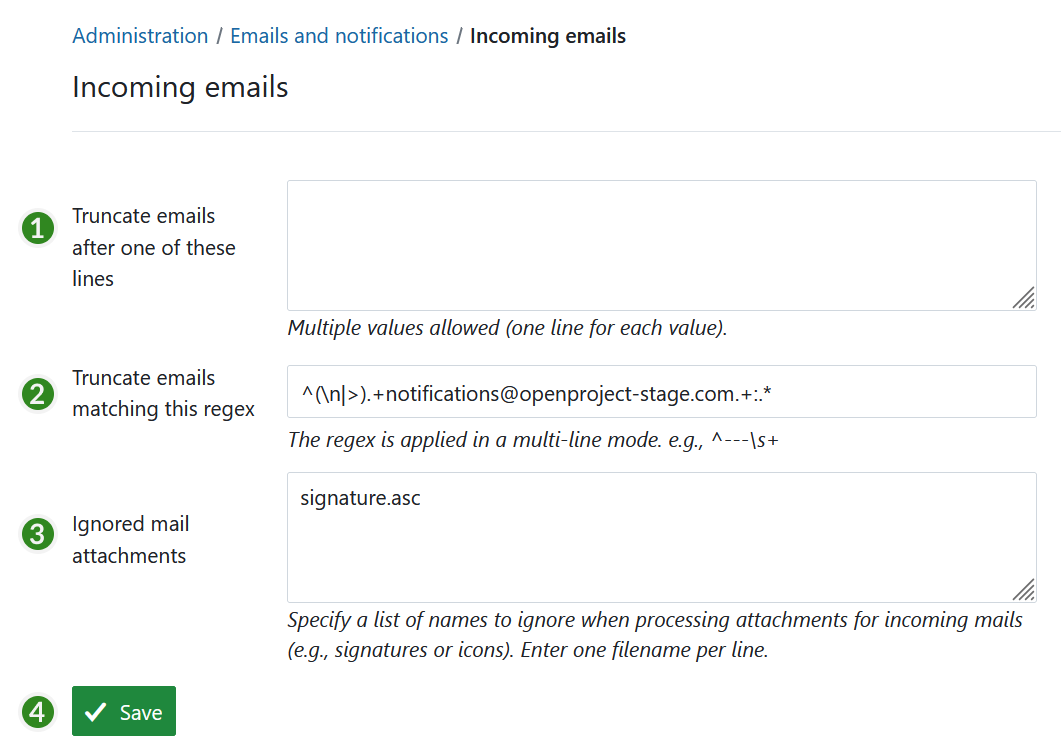 Administration / Emails and notifications / Incoming emails
Incoming emails
1
Truncate emails
after one of these
lines
Multiple values allowed (one line for each value).
2
Truncate emails
matching this regex
^(\n|>).+notifications@openproject-stage.com.+:.*
The regex is applied in a multi-line mode. e.g., ^---\s+
3
Ignored mail
attachments
signature.asc
Specify a list of names to ignore when processing attachments for incoming mails
(e.g., signatures or icons). Enter one filename per line.
4
Save